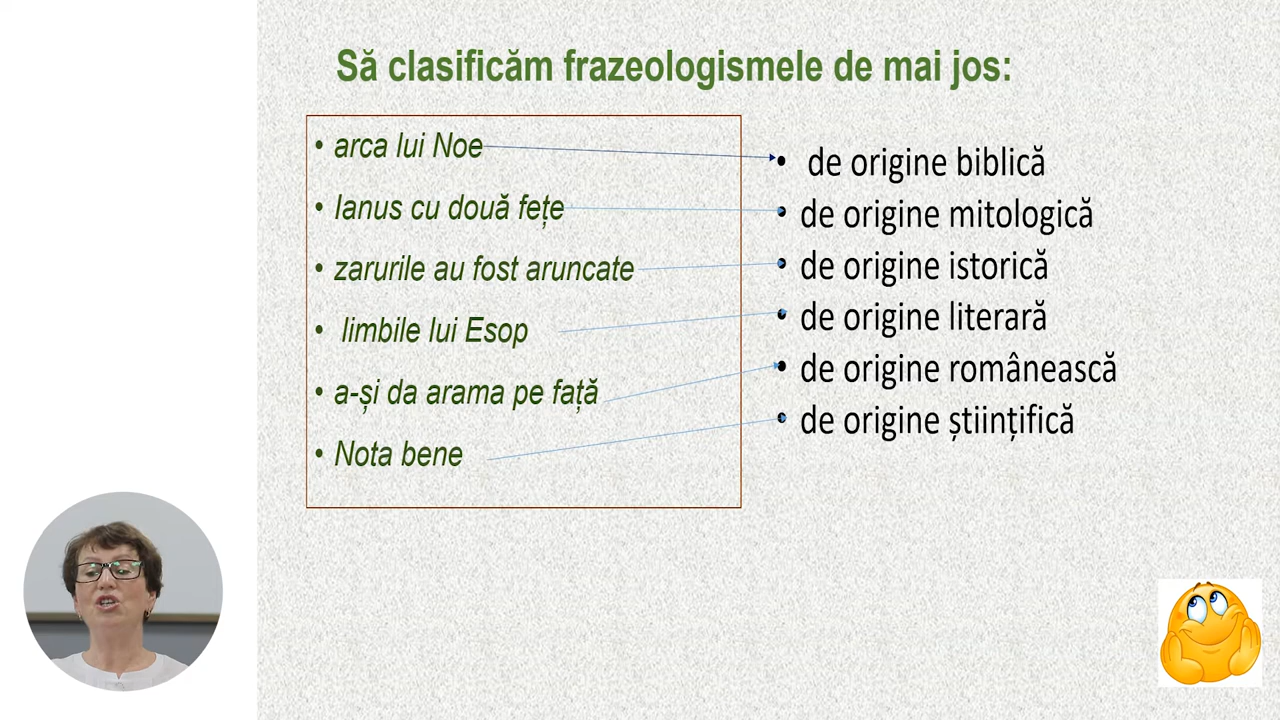 Să clasificăm frazeologismele de mai jos:
• arca lui Noe
• Ianus cu două fețe
• zarurile au fost aruncate
• limbile lui Esop
• a-și da arama pe față
• Nota bene
• de origine biblică
• de origine mitologică
• de origine istorică
• de origine literară
• de origine românească
• de origine științifică